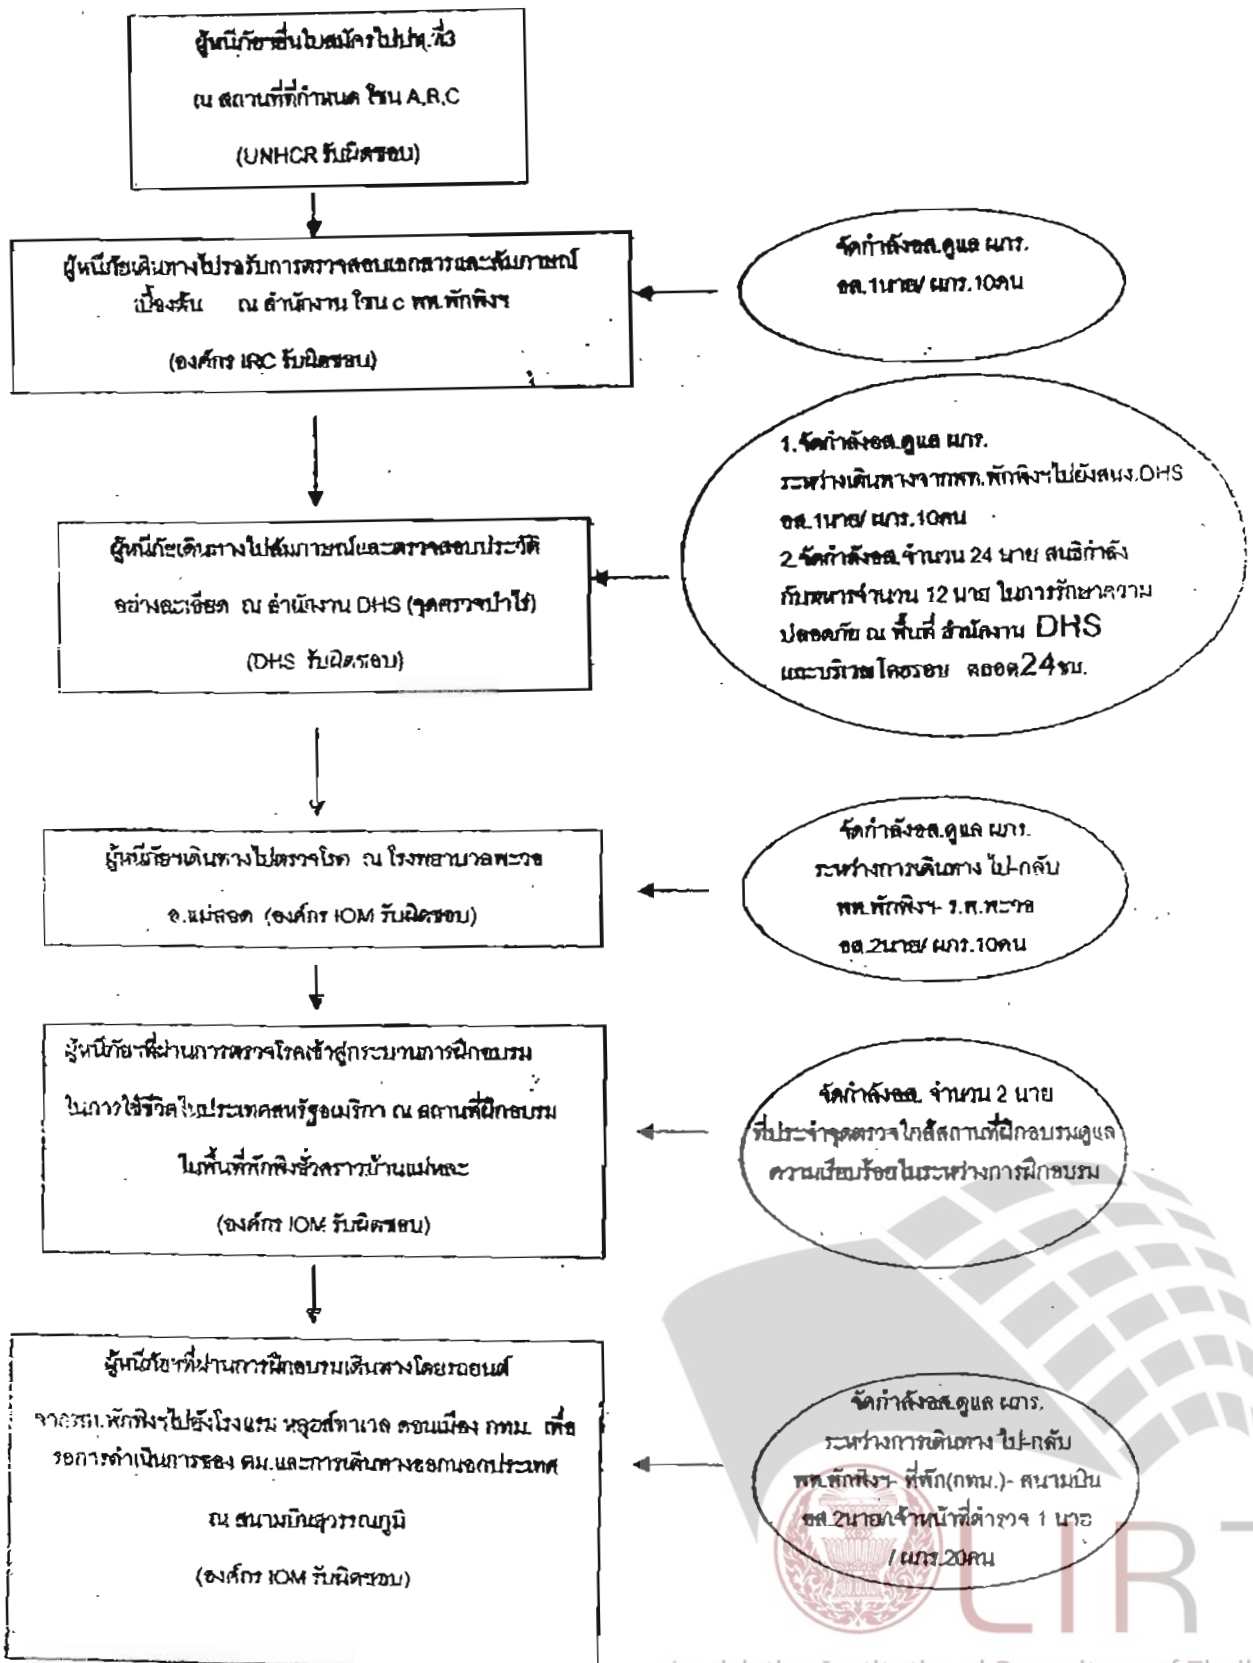 ผู้หนีภัยฯยื่นใบสมัครไปปท.ที่3
ณ สถานที่ที่กำหนด โซน A,R,C
(UNHCR รับผิดชอบ)
ผู้หนีภัยเดินทางไปรอรับการตรวจสอบเอกสารและสัมภาษณ์
เบื้องต้น ณ สำนักงาน โซน c พท.พักพิงฯ
(องค์กร IRC รับผิดชอบ)
จัดกำลังอส.ดูแล ผภร.
อส.1นาย/ ผภร.10คน
ผู้หนีภัยเดินทางไปสัมภาษณ์และตรวจสอบประวัติ
อย่างละเอียด ณ สำนักงาน DHS (จุดตรวจป่าไร่)
(DHS รับผิดชอบ)
1.จัดกำลังอส.ดูแล ผภร.
ระหว่างเดินทางจากพท.พักพิงฯไปยังสนง.DHS
อส.1นาย/ ผภร.10คน
2.จัดกำลังอส.จำนวน 24 นาย สนธิกำลัง
กับทหารจำนวน 12 นาย ในการรักษาความ
ปลอดภัย ณ พื้นที่ สำนักงาน DHS
และบริเวณโดยรอบ ตลอด24ชม.
ผู้หนีภัยฯเดินทางไปตรวจโรค ณ โรงพยาบาลพะวอ
อ.แม่สอด (องค์กร IOM รับผิดชอบ)
จัดกำลังอส.ดูแล ผภร.
ระหว่างการเดินทาง ไป-กลับ
พท.พักพิงฯ- ร.พ.พะวอ
อส.2นาย/ ผภร.10คน
ผู้หนีภัยฯที่ผ่านการตรวจโรคเข้าสู่กระบวนการฝึกอบรม
ในการใช้ชีวิตในประเทศสหรัฐอเมริกา ณ สถานที่ฝึกอบรม
ในพื้นที่พักพิงชั่วคราวบ้านแม่หละ
(องค์กร IOM รับผิดชอบ)
จัดกำลังอส. จำนวน 2 นาย
ที่ประจำจุดตรวจใกล้สถานที่ฝึกอบรมดูแล
ความเรียบร้อยในระหว่างการฝึกอบรม
ผู้หนีภัยฯที่ผ่านการฝึกอบรมเดินทางโดยรถยนต์
จากพท.พักพิงฯไปยังโรงแรม หลุยส์ทาเวล ดอนเมือง กทม. เพื่อ
รอการดำเนินการของ ตม.และการเดินทางออกนอกประเทศ
ณ สนามบินสุวรรณภูมิ
(องค์กร IOM รับผิดชอบ)
จัดกำลังอส.ดูแล ผภร.
ระหว่างการเดินทาง ไป-กลับ
พท.พักพิงฯ- ที่พัก(กทม.)- สนามบิน
อส.2นาย/เจ้าหน้าที่ตำรวจ 1 นาย
/ ผภร.20คน
LIRT